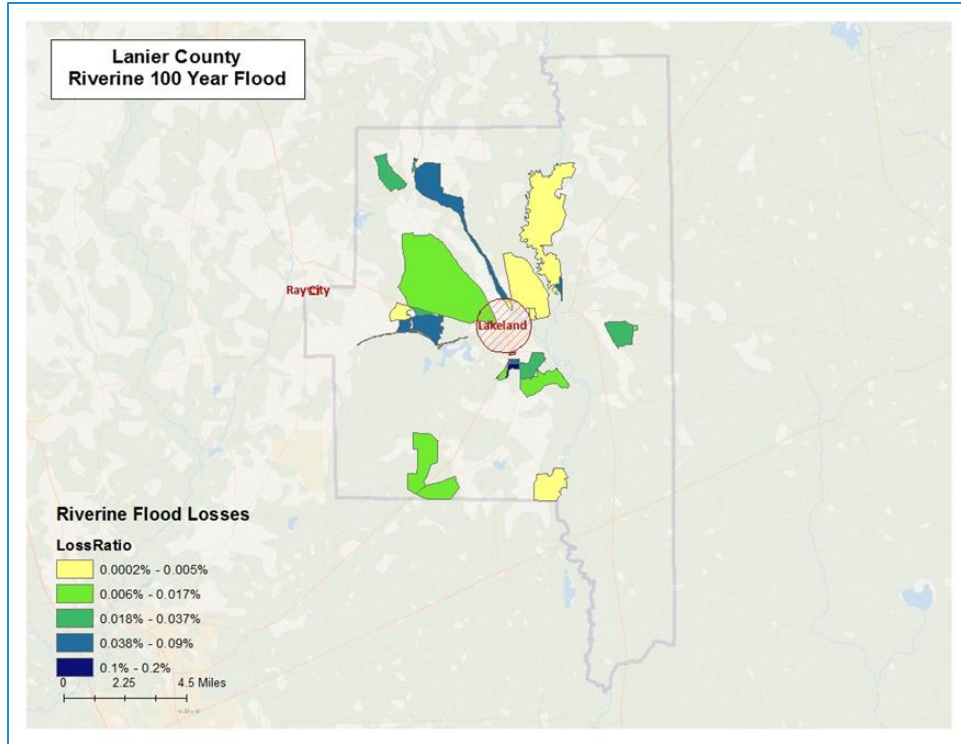 Lanier County
Riverine 100 Year Flood
Ray City
Lakeland
Riverine Flood Losses
LossRatio
0.0002% - 0.005%
0.006% - 0.017%
0.018% - 0.037%
0.038% - 0.09%
0.1% - 0.2%
0 2.25 4.5 Miles